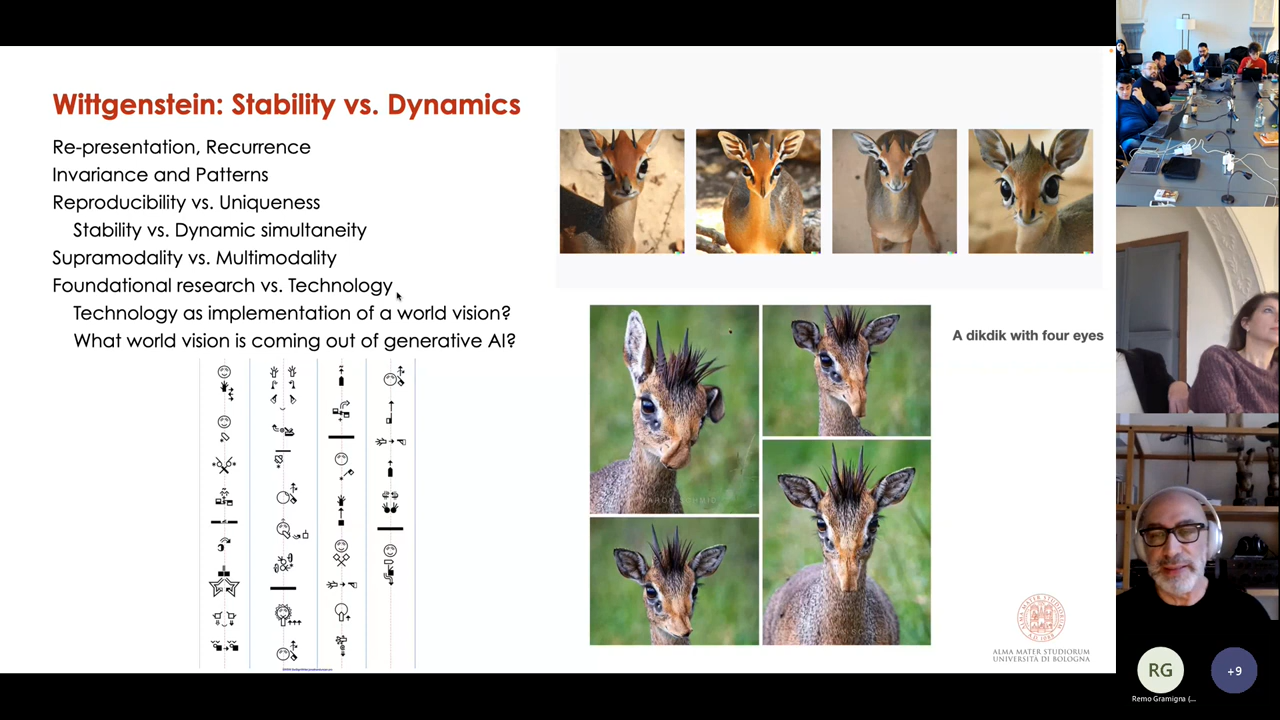 Wittgenstein: Stability vs. Dynamics
Re-presentation, Recurrence
Invariance and Patterns
Reproducibility vs. Uniqueness
Stability vs. Dynamic simultaneity
Supramodality vs. Multimodality
Foundational research vs. Technology
Technology as implementation of a world vision?
What world vision is coming out of generative AI?
A dikdik with four eyes
ALMA MATER STUDIORUM
UNIVERSITÀ DI BOLOGNA
RG
+9
Remo Gramigna (...